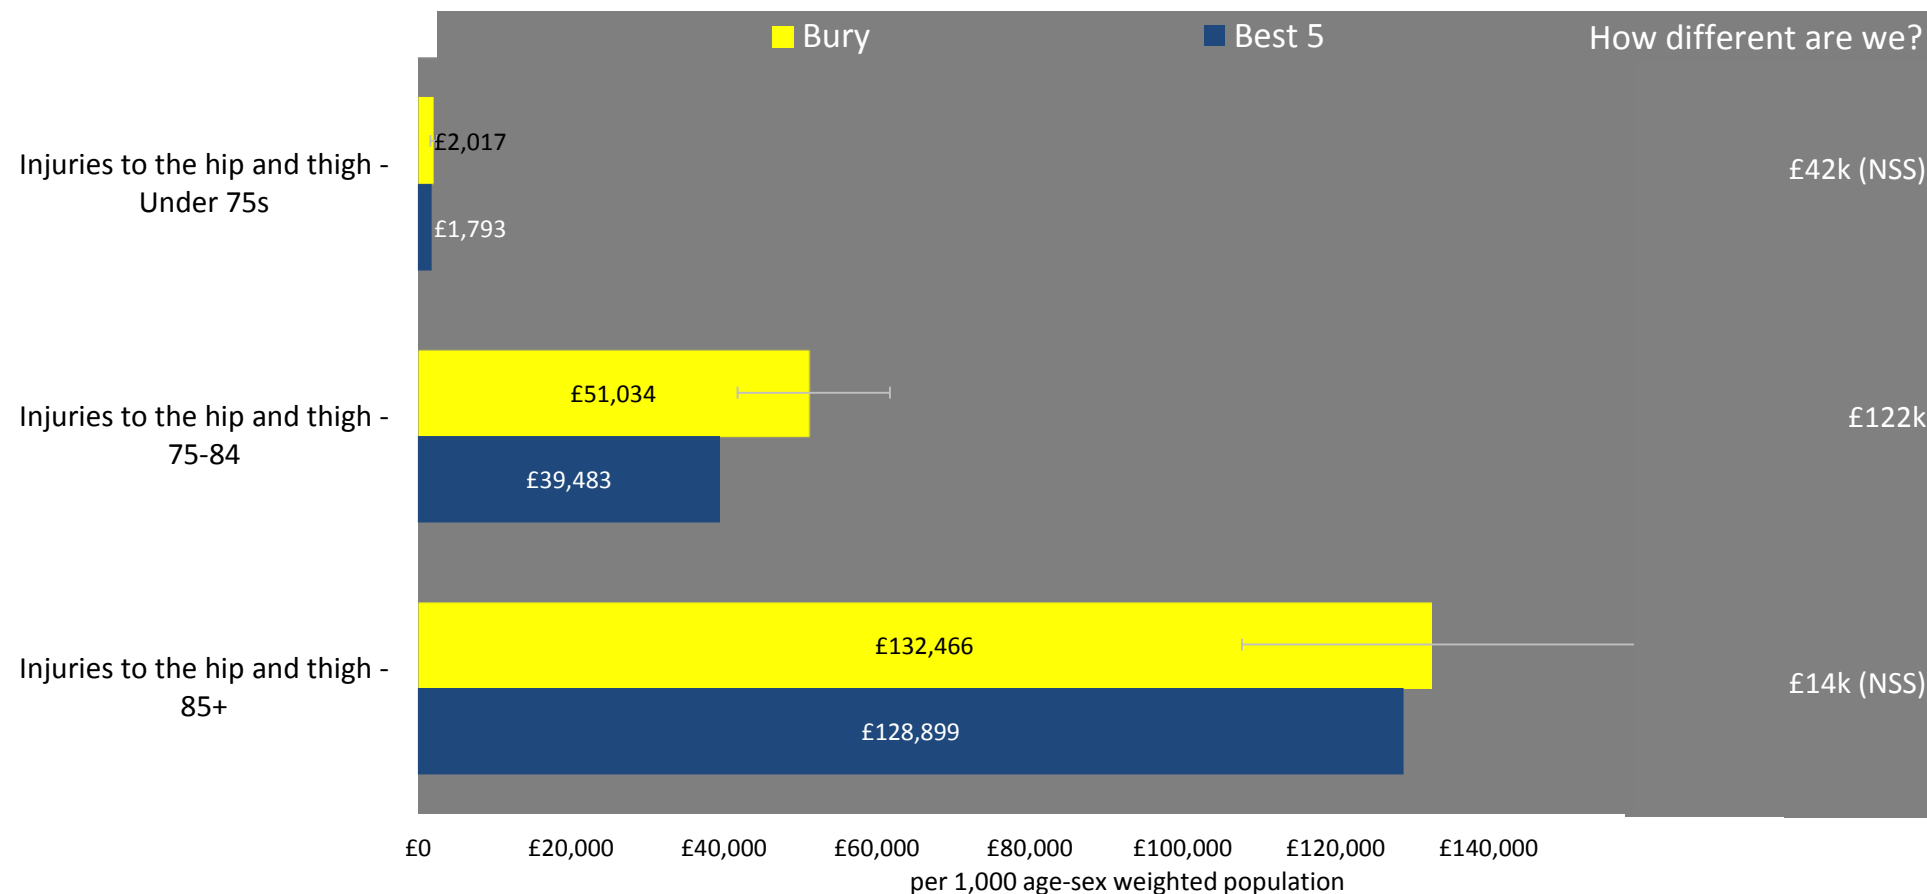 Bury
Best 5
How different are we?
Injuries to the hip and thigh -
Under 75s
£2,017
£1,793
£42k (NSS)
Injuries to the hip and thigh -
75-84
£51,034
£39,483
£122k
Injuries to the hip and thigh -
85+
£132,466
£128,899
£14k (NSS)
£0
£20,000
£40,000
£60,000
£80,000
£100,000
£120,000
£140,000
per 1,000 age-sex weighted population